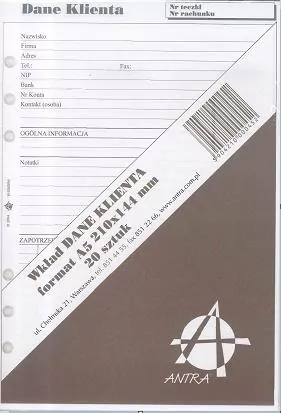 Dane Klienta
Nr teczki
Nr rachunku
Nazwisko
Firma
Adres
Tel.: Fax:
NIP
Bank
Nr Konta
Kontakt (osoba)
OGÓLNA INFORMACJA
Notatki
ZAPOTRZE
Wkład DANE KLIENTA
format A5 210x144 mm
20 sztuk
ul. Chełmska 21, Warszawa, tel. 851 44 55, fax 851 22 66, www.antra.com.pl
ANTRA